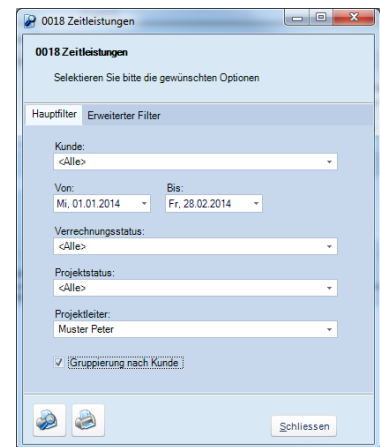 0018 Zeitleistungen
0018 Zeitleistungen
Selektieren Sie bitte die gewünschten Optionen
Hauptfilter Erweiterter Filter
Kunde:
<Alle>
Von: Bis:
Mi, 01.01.2014 Fr, 28.02.2014
Verrechnungsstatus:
<Alle>
Projektstatus:
<Alle>
Projektleiter:
Muster Peter
Gruppierung nach Kunde
Schliessen